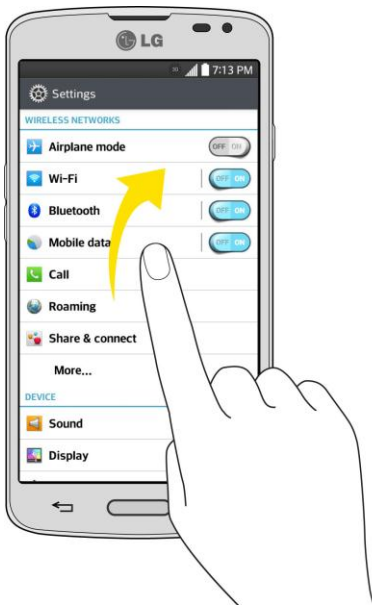 LG
3G 7:13 PM
Settings
WIRELESS NETWORKS
Airplane mode OFF ON
Wi-Fi OFF ON
Bluetooth OFF ON
Mobile data OFF ON
Call
Roaming
Share & connect
More...
DEVICE
Sound
Display